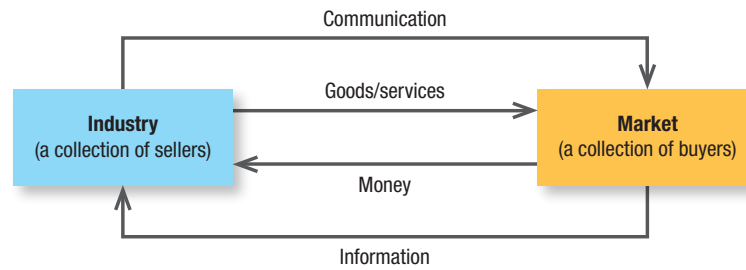 Communication
Goods/services
Industry
(a collection of sellers)
Market
(a collection of buyers)
Money
Information